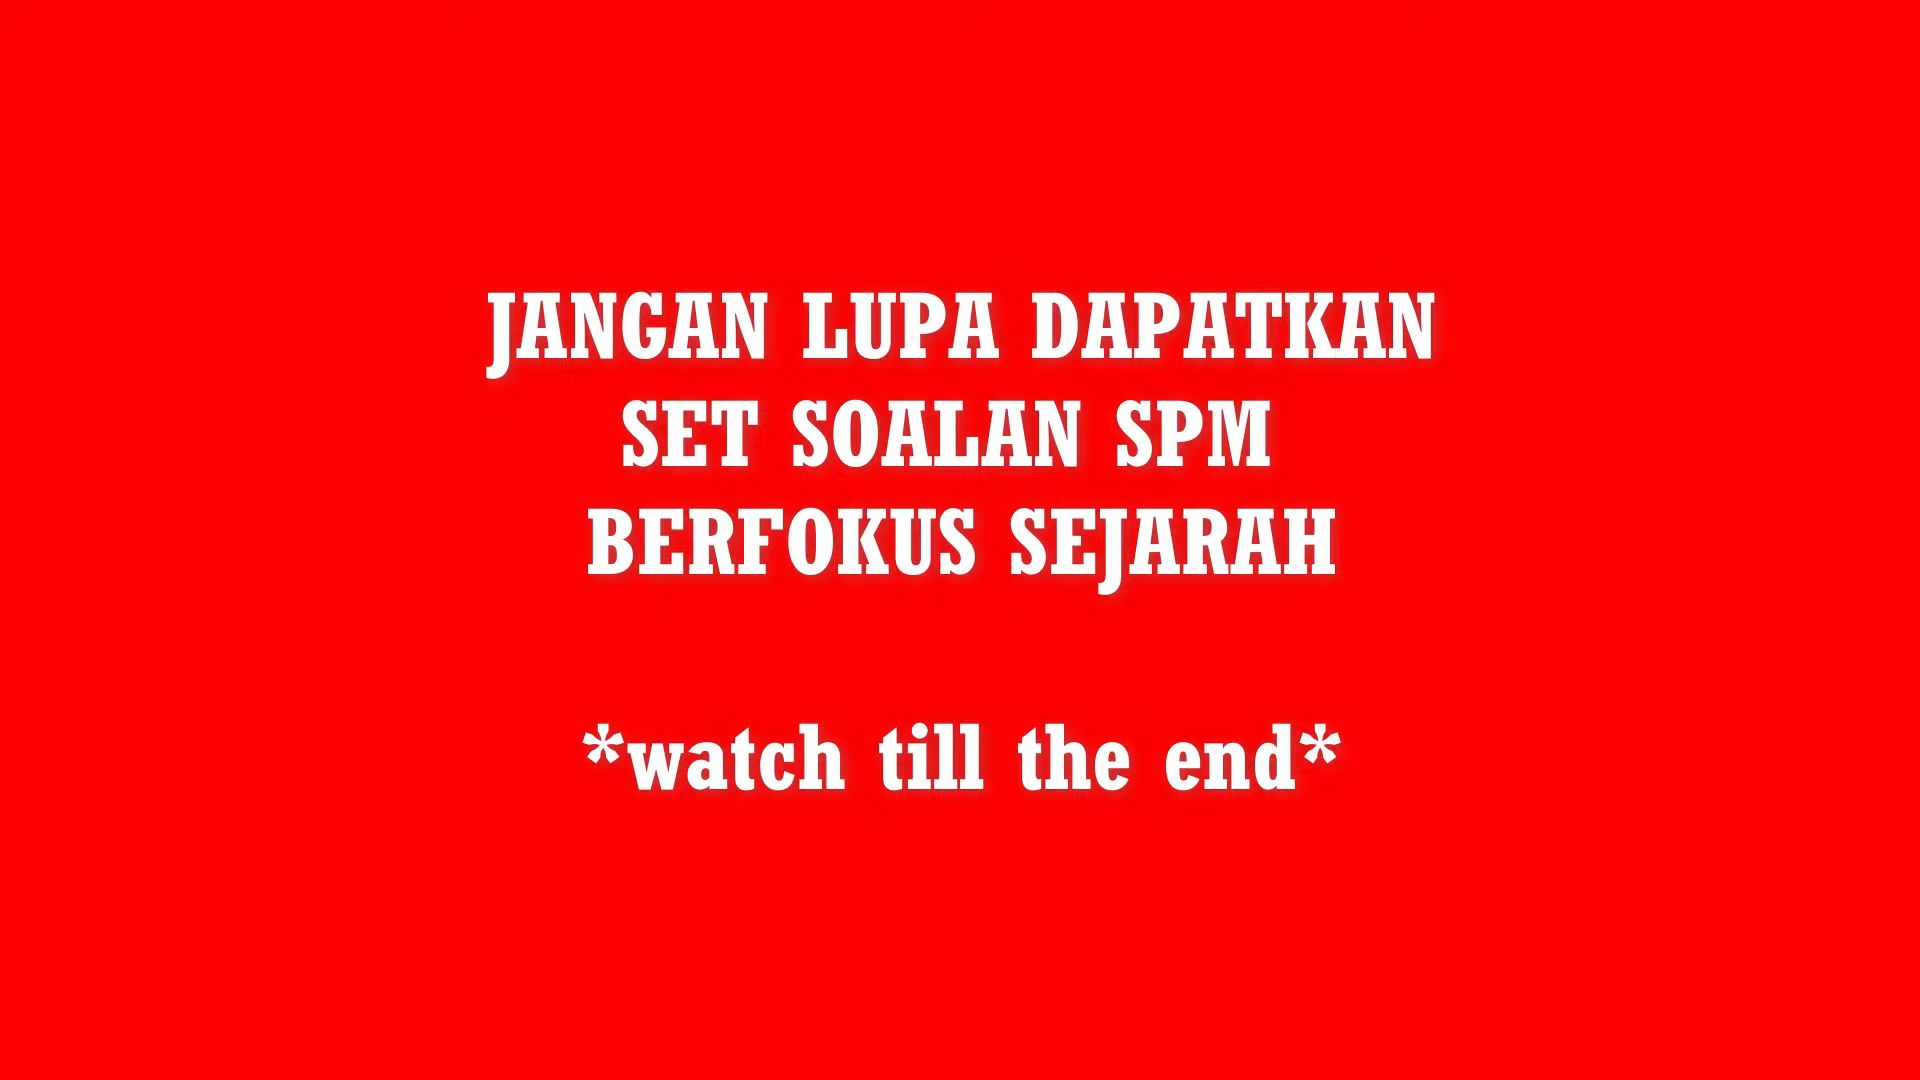 JANGAN LUPA DAPATKAN
SET SOALAN SPM
BERFOKUS SEJARAH
*watch till the end*